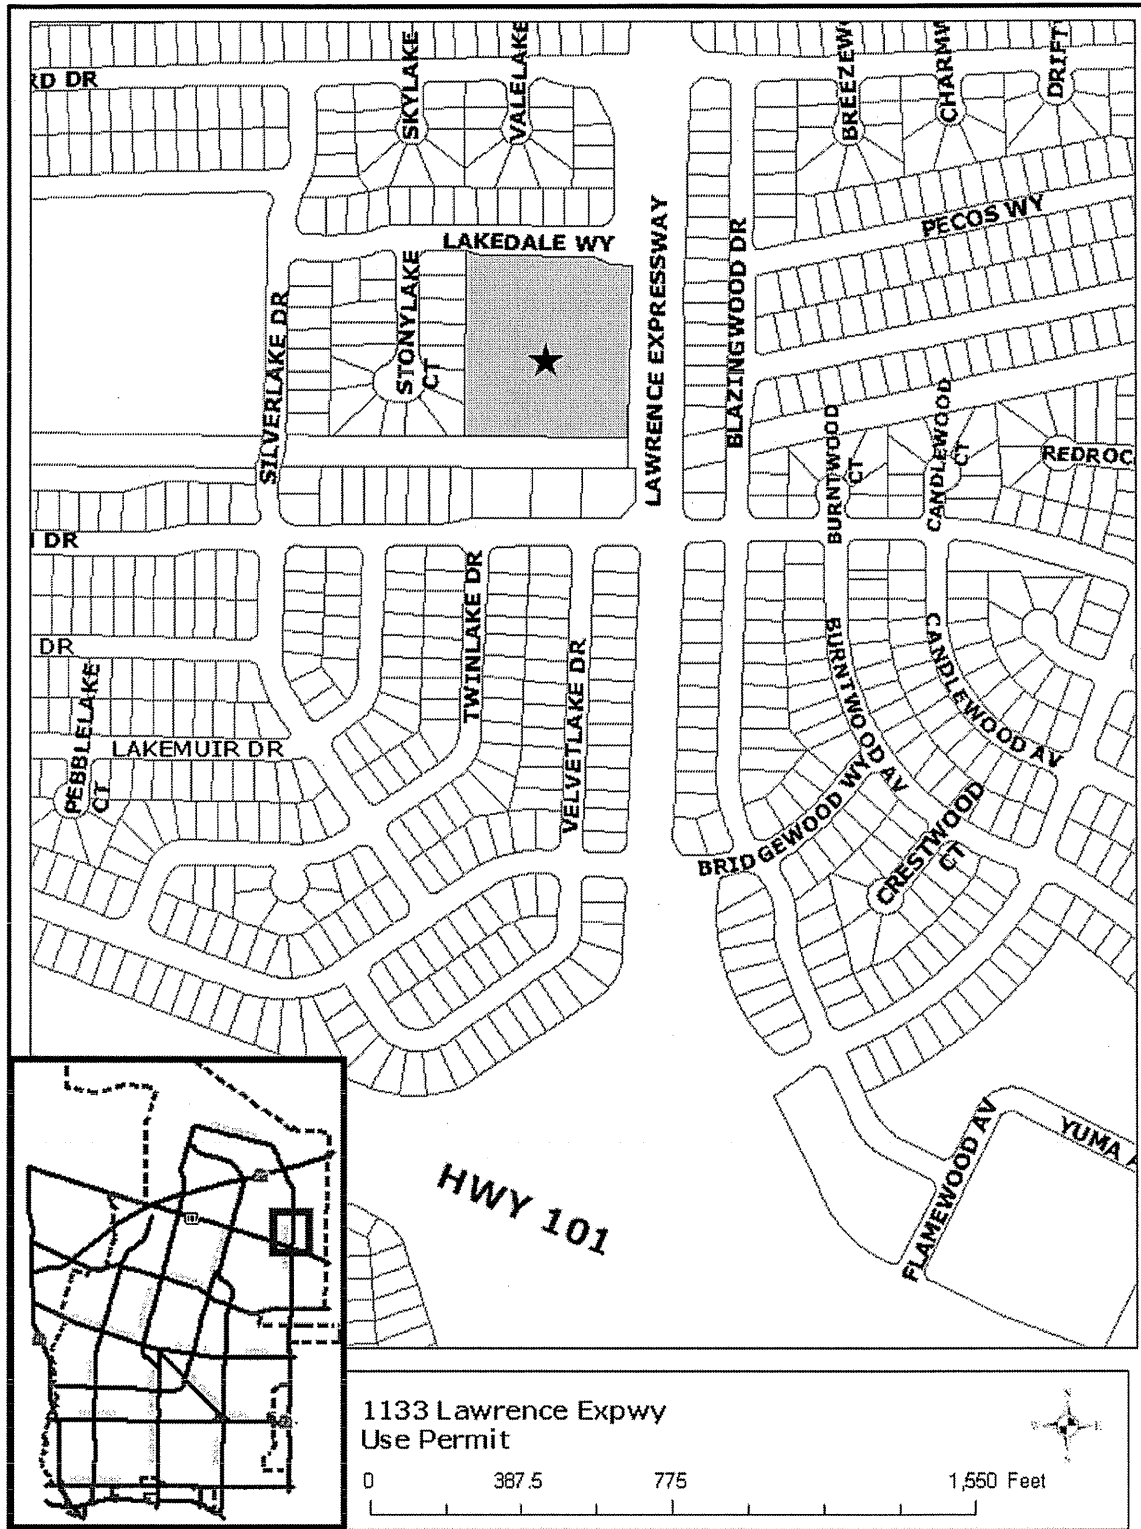 RD DR
SKYLAKE
VALELAKE
BREEZEW
CHARMW
DRIFT
PECOS WY
LAKEDALE WY
LAWRENCE EXPRESSWAY
BLAZINGWOOD DR
SILVERLAKE DR
STONYLAKE
CT
BURNTWOOD
CT
CANDLEWOOD
CT
REDROC
I DR
TWINLAKE DR
DR
PEBBLELAKE
CT
LAKEMUIR DR
VELVETLAKE DR
BURNTWOOD AV
CANDLEWOOD AV
BRIDGEWOOD WY
CRESTWOOD
CT
HWY 101
FLAMEWOOD AV
YUMA A
1133 Lawrence Expwy
Use Permit
0 387.5 775 1,550 Feet